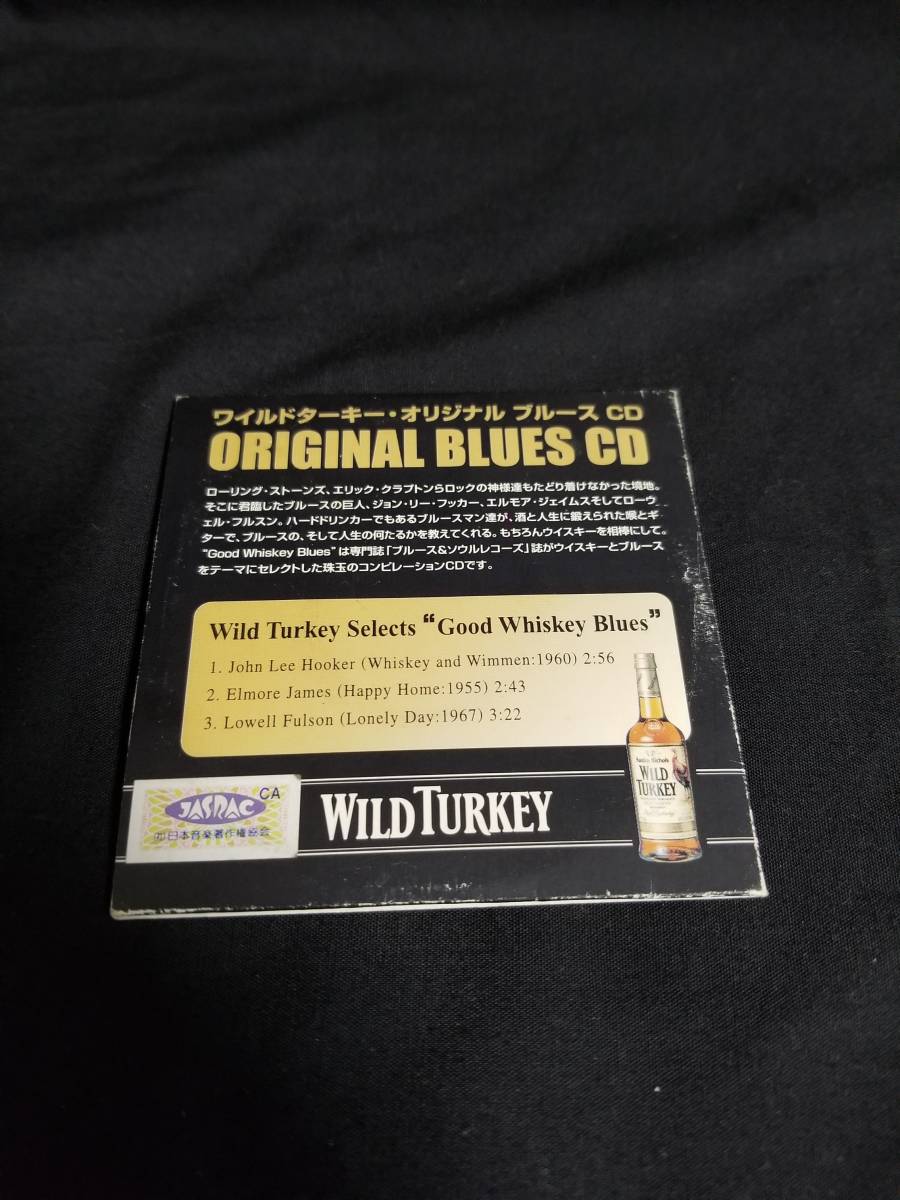 ワイルドターキー・オリジナル ブルース CD
ORIGINAL BLUES CD
ローリング・ストーンズ、エリック・クラプトンらロックの神様達もたどり着けなかった境地。
そこに君臨したブルースの巨人、ジョン・リー・フッカー、エルモア・ジェイムスそしてローウ
ェル・フルスン。ハードドリンカーでもあるブルースマン達が、酒と人生に鍛えられた喉とギ
ターで、ブルースの、そして人生の何たるかを教えてくれる。もちろんウイスキーを相棒にして。
"Good Whiskey Blues"は専門誌「ブルース&ソウルレコーズ」誌がウイスキーとブルース
をテーマにセレクトした珠玉のコンピレーションCDです。
Wild Turkey Selects “Good Whiskey Blues”
1. John Lee Hooker (Whiskey and Wimmen:1960) 2:56
2. Elmore James (Happy Home:1955) 2:43
3. Lowell Fulson (Lonely Day:1967) 3:22
JASRAC CA
日本音楽著作権協会
WILD TURKEY
WILD
TURKEY